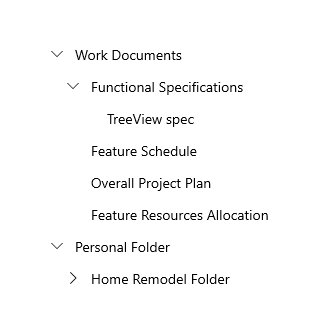 Work Documents
Functional Specifications
TreeView spec
Feature Schedule
Overall Project Plan
Feature Resources Allocation
Personal Folder
Home Remodel Folder